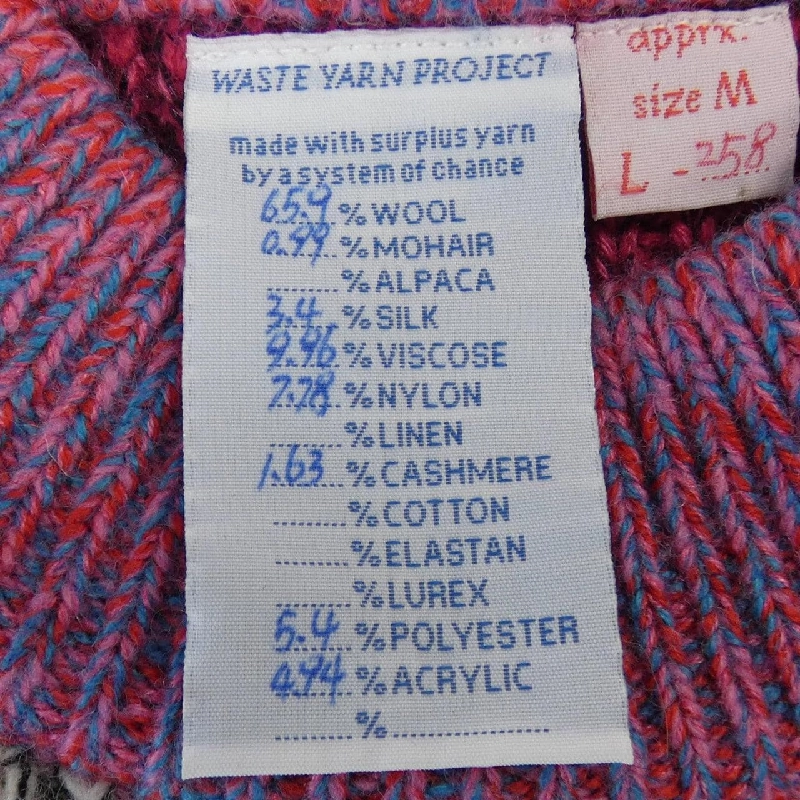 WASTE YARN PROJECT
made with surplus yarn
by a system of chance
65.9 % WOOL
0.99 % MOHAIR
........ % ALPACA
3.4 % SILK
9.96 % VISCOSE
7.78 % NYLON
........ % LINEN
1.63 % CASHMERE
........ % COTTON
........ % ELASTAN
........ % LUREX
5.4 % POLYESTER
4.94 % ACRYLIC
........ % ................
apprx.
size M
L - 258